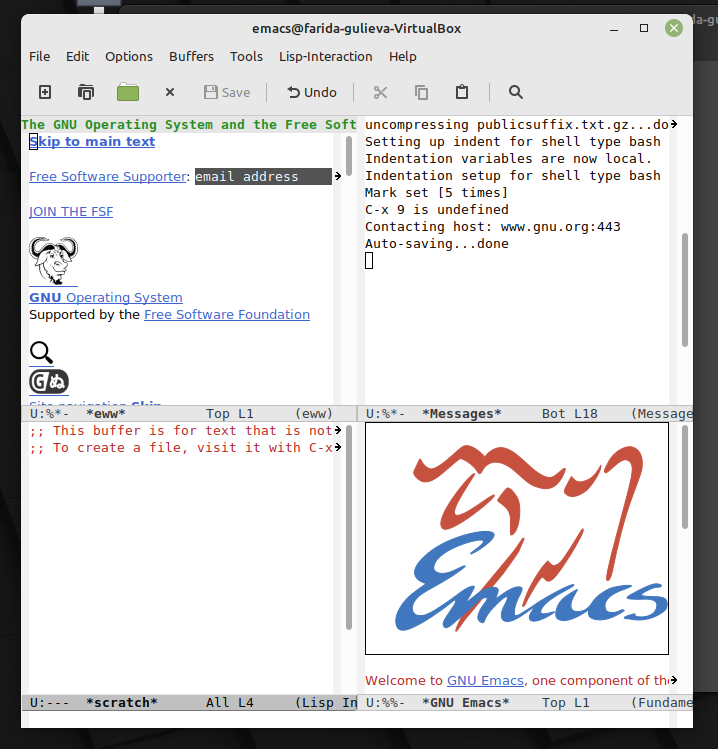 emacs@farida-gulieva-VirtualBox
File Edit Options Buffers Tools Lisp-Interaction Help
Save Undo
The GNU Operating System and the Free Soft
Skip to main text
Free Software Supporter: email address
JOIN THE FSF
GNU Operating System
Supported by the Free Software Foundation
Site navigation Skip
U:%*- *eww* Top L1 (eww)
uncompressing publicsuffix.txt.gz...do
Setting up indent for shell type bash
Indentation variables are now local.
Indentation setup for shell type bash
Mark set [5 times]
C-x 9 is undefined
Contacting host: www.gnu.org:443
Auto-saving...done
U:%*- *Messages* Bot L18 (Message
;; This buffer is for text that is not
;; To create a file, visit it with C-x
U:--- *scratch* All L4 (Lisp In
Emacs
Welcome to GNU Emacs, one component of the
U:%%- *GNU Emacs* Top L1 (Fundame